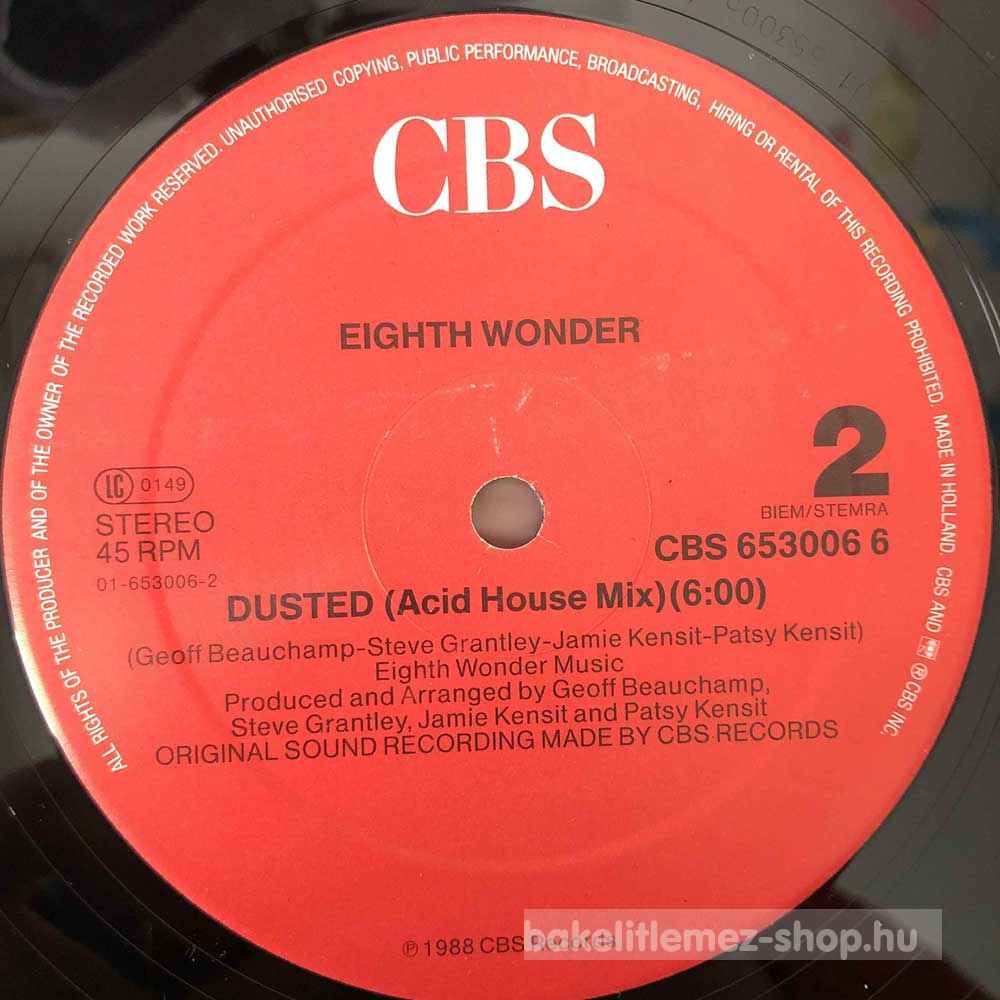 ALL RIGHTS OF THE PRODUCER AND OF THE OWNER OF THE RECORDED WORK RESERVED. UNAUTHORISED COPYING, PUBLIC PERFORMANCE, BROADCASTING, HIRING OR RENTAL OF THIS RECORDING PROHIBITED. MADE IN HOLLAND. CBS AND ℗ CBS INC.
CBS
EIGHTH WONDER
2
BIEM/STEMRA
CBS 653006 6
LC 0149
STEREO
45 RPM
01-653006-2
DUSTED (Acid House Mix)(6:00)
(Geoff Beauchamp-Steve Grantley-Jamie Kensit-Patsy Kensit)
Eighth Wonder Music
Produced and Arranged by Geoff Beauchamp,
Steve Grantley, Jamie Kensit and Patsy Kensit
ORIGINAL SOUND RECORDING MADE BY CBS RECORDS
℗ 1988 CBS Records
bakelitlemez-shop.hu